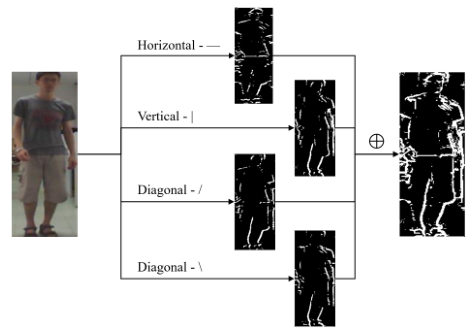 Horizontal - —
Vertical - |
Diagonal - /
Diagonal - \